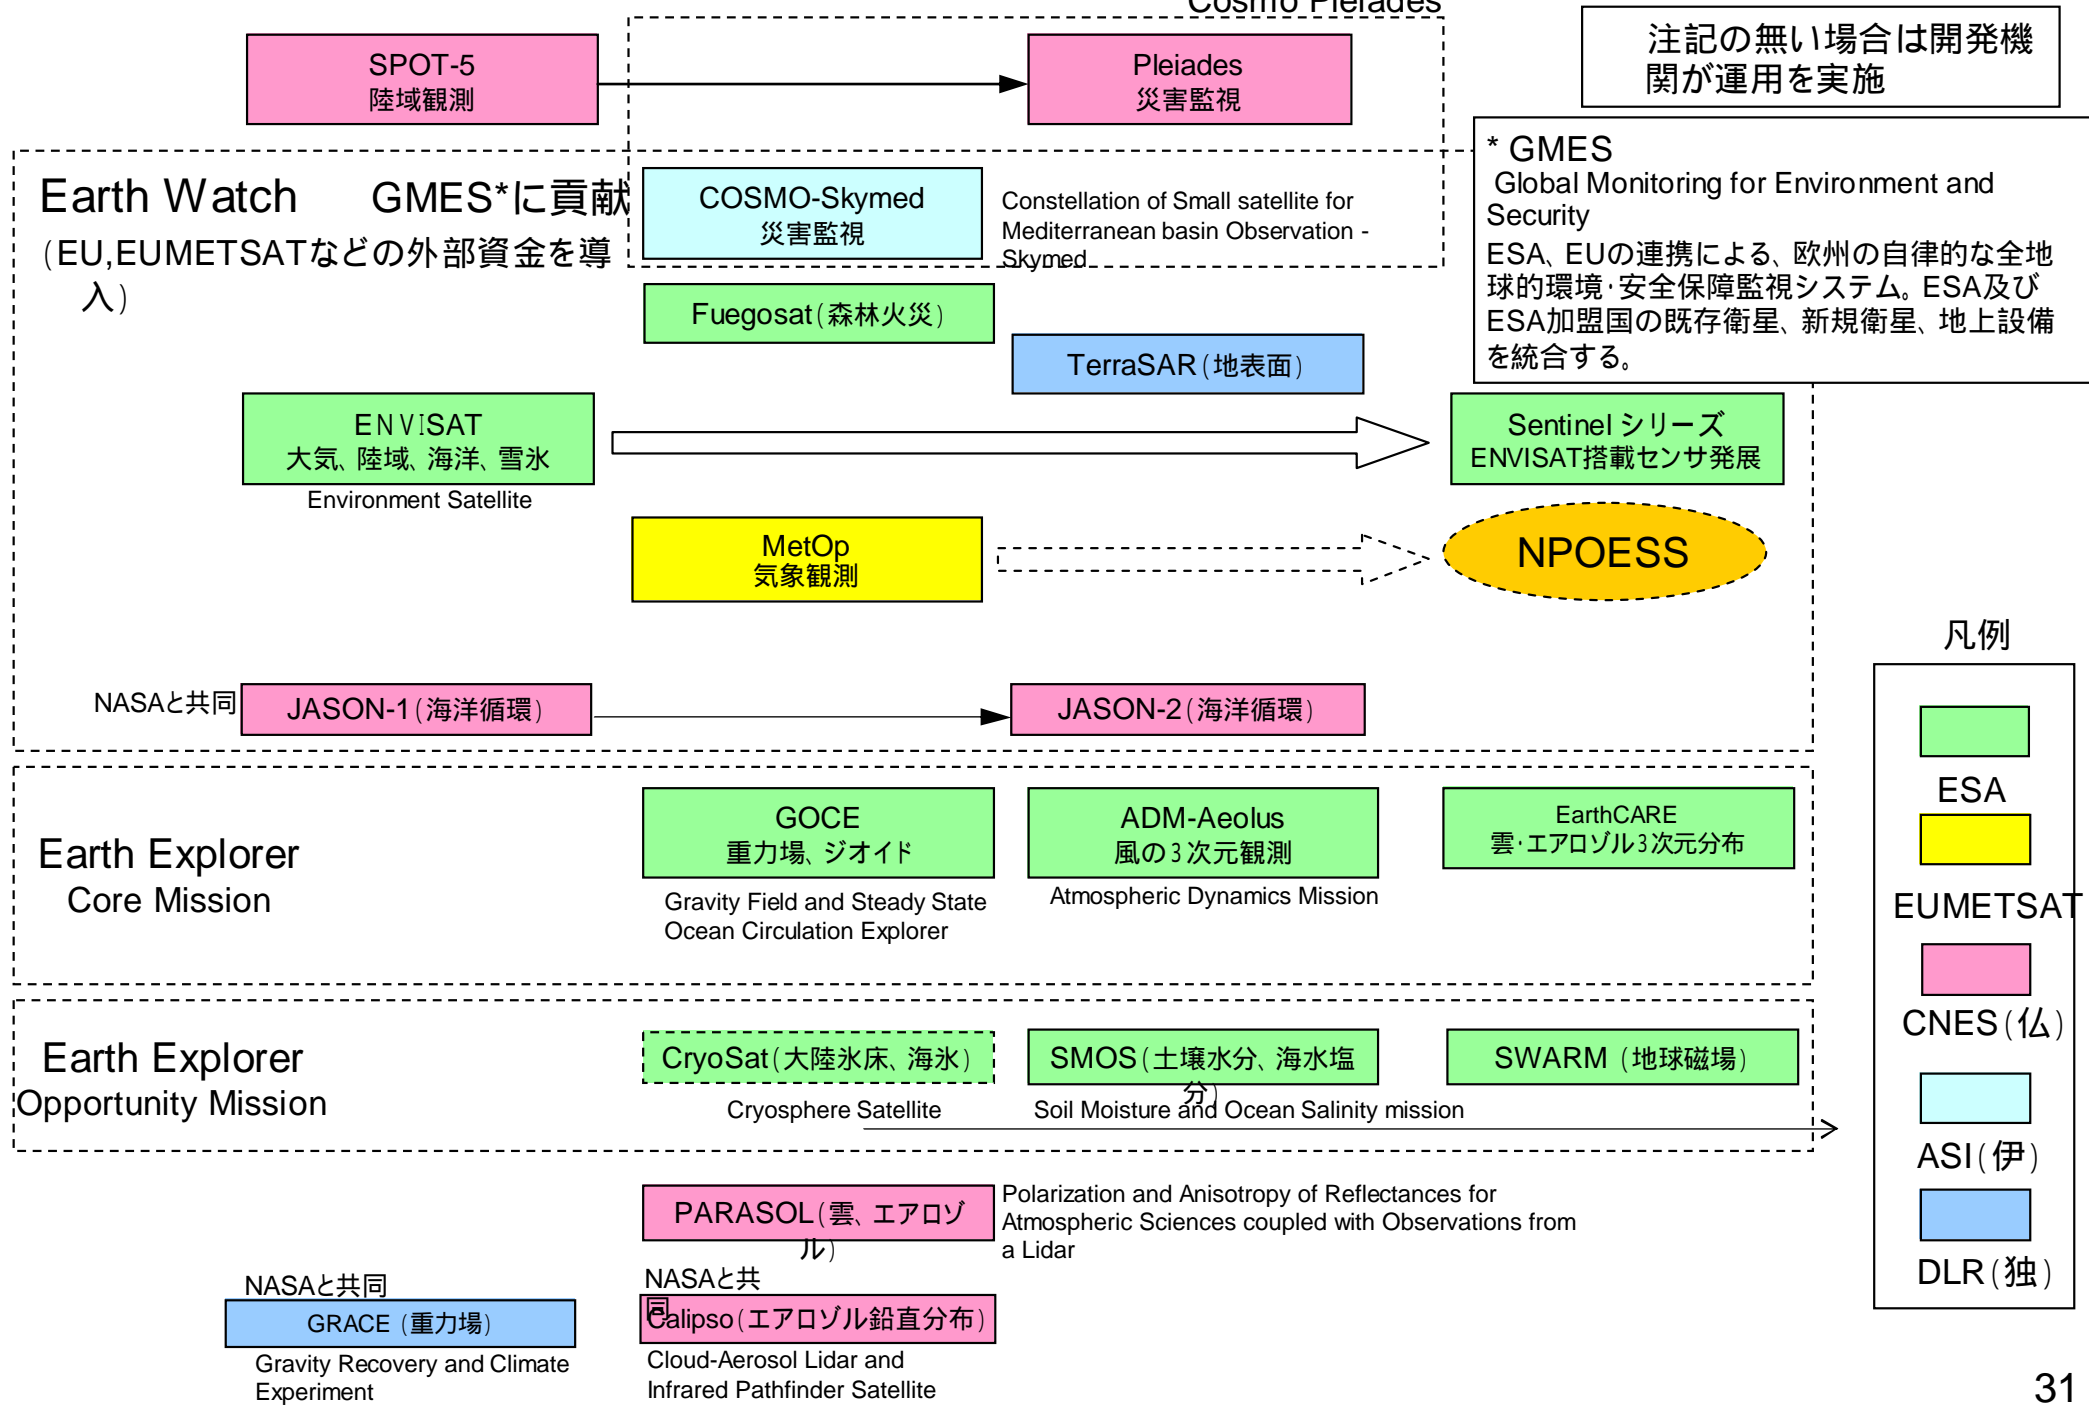 Cosmo Pleiades
SPOT-5
陸域観測
Pleiades
災害監視
注記の無い場合は開発機
関が運用を実施
* GMES
Global Monitoring for Environment and
Security
ESA、EUの連携による、欧州の自律的な全地
球的環境・安全保障監視システム。ESA及び
ESA加盟国の既存衛星、新規衛星、地上設備
を統合する。
Earth Watch GMES*に貢献
(EU,EUMETSATなどの外部資金を導
入)
COSMO-Skymed
災害監視
Constellation of Small satellite for
Mediterranean basin Observation -
Skymed
Fuegosat(森林火災)
TerraSAR(地表面)
ENVISAT
大気、陸域、海洋、雪氷
Environment Satellite
Sentinel シリーズ
ENVISAT搭載センサ発展
MetOp
気象観測
NPOESS
NASAと共同
JASON-1(海洋循環)
JASON-2(海洋循環)
Earth Explorer
Core Mission
GOCE
重力場、ジオイド
Gravity Field and Steady State
Ocean Circulation Explorer
ADM-Aeolus
風の3次元観測
Atmospheric Dynamics Mission
EarthCARE
雲・エアロゾル3次元分布
Earth Explorer
Opportunity Mission
CryoSat(大陸氷床、海氷)
Cryosphere Satellite
SMOS(土壌水分、海水塩
分)
Soil Moisture and Ocean Salinity mission
SWARM (地球磁場)
PARASOL(雲、エアロゾ
ル)
Polarization and Anisotropy of Reflectances for
Atmospheric Sciences coupled with Observations from
a Lidar
NASAと共同
GRACE (重力場)
Gravity Recovery and Climate
Experiment
NASAと共
同
Calipso(エアロゾル鉛直分布)
Cloud-Aerosol Lidar and
Infrared Pathfinder Satellite
凡例
ESA
EUMETSAT
CNES(仏)
ASI(伊)
DLR(独)
31